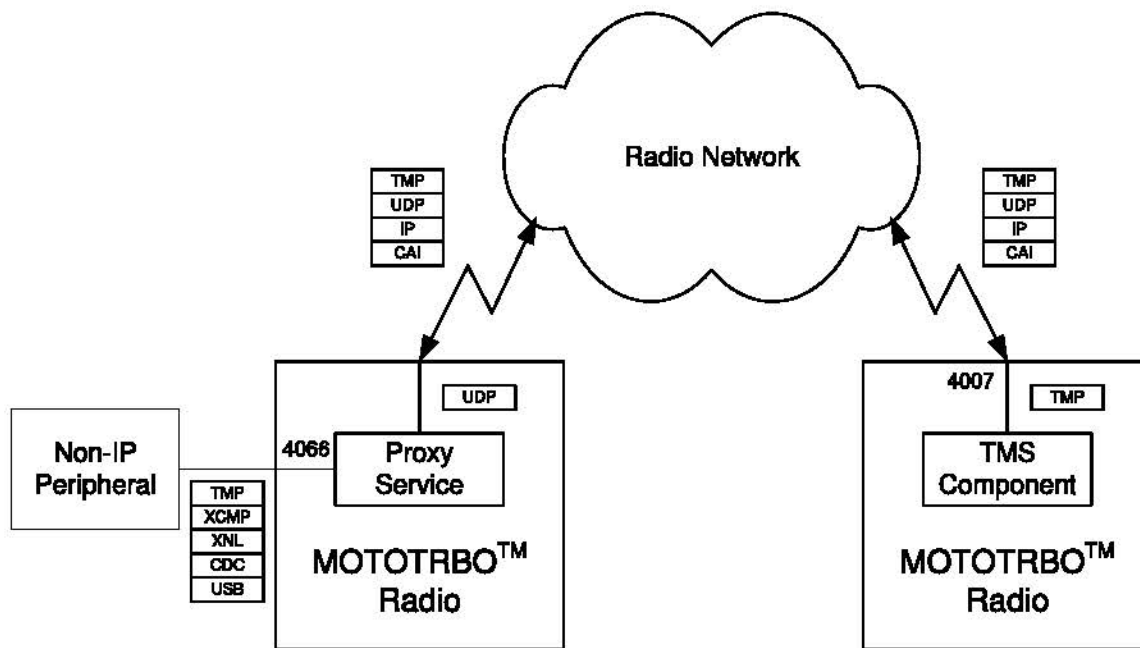 Radio Network
TMP
UDP
IP
CAI
TMP
UDP
IP
CAI
Non-IP
Peripheral
TMP
XCMP
XNL
CDC
USB
4066
UDP
Proxy
Service
MOTOTRBO™
Radio
4007
TMP
TMS
Component
MOTOTRBO™
Radio